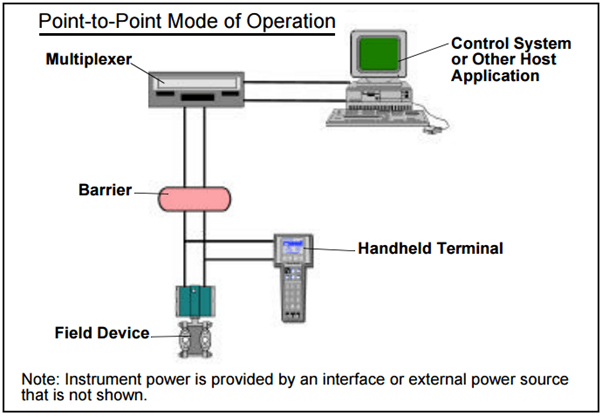 Point-to-Point Mode of Operation
Multiplexer
Control System
or Other Host
Application
Barrier
Handheld Terminal
Field Device
Note: Instrument power is provided by an interface or external power source
that is not shown.